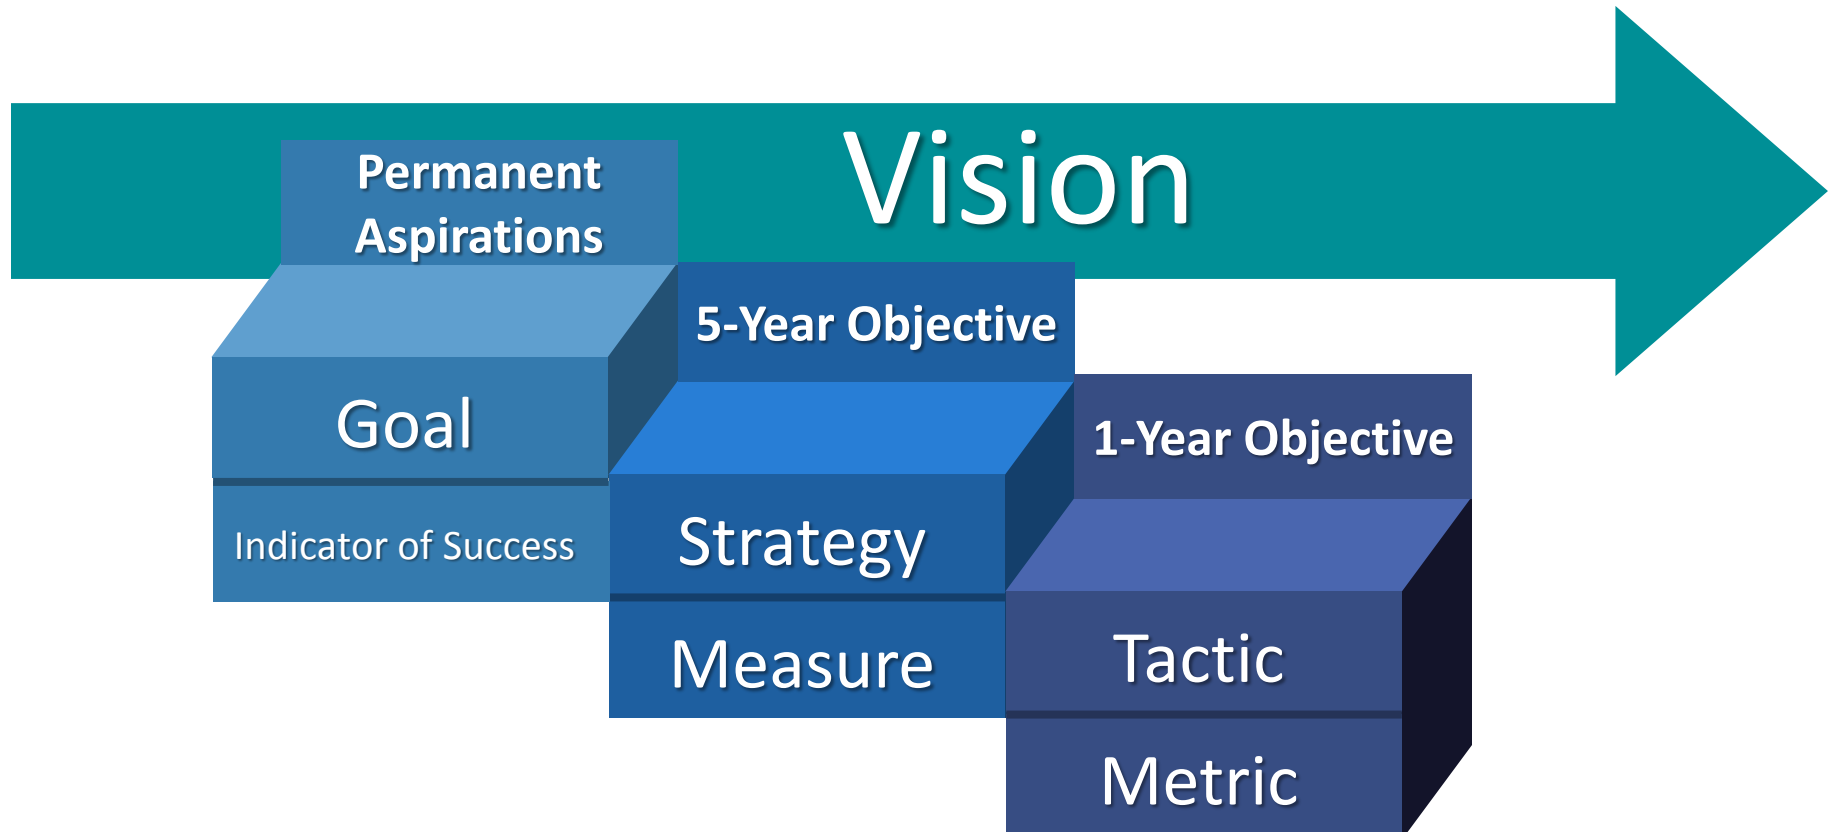 Vision
Permanent
Aspirations
5-Year Objective
1-Year Objective
Goal
Indicator of Success
Strategy
Measure
Tactic
Metric